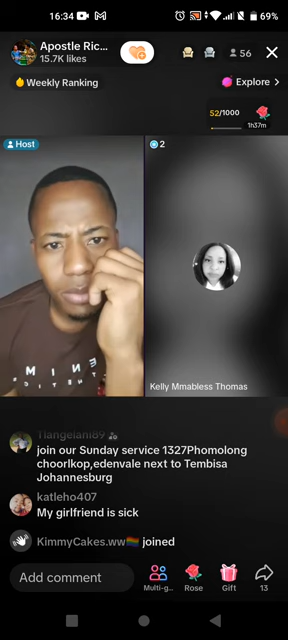 16:34
69%
Apostle Ric...
15.7K likes
56
Weekly Ranking
Explore >
52/1000
1h37m
Host
2
Kelly Mmabless Thomas
Tlangelani89
join our Sunday service 1327Phomolong
choorlkop,edenvale next to Tembisa
Johannesburg
katleho407
My girlfriend is sick
KimmyCakes.ww🏳️‍🌈 joined
Add comment
Multi-g...
Rose
Gift
13